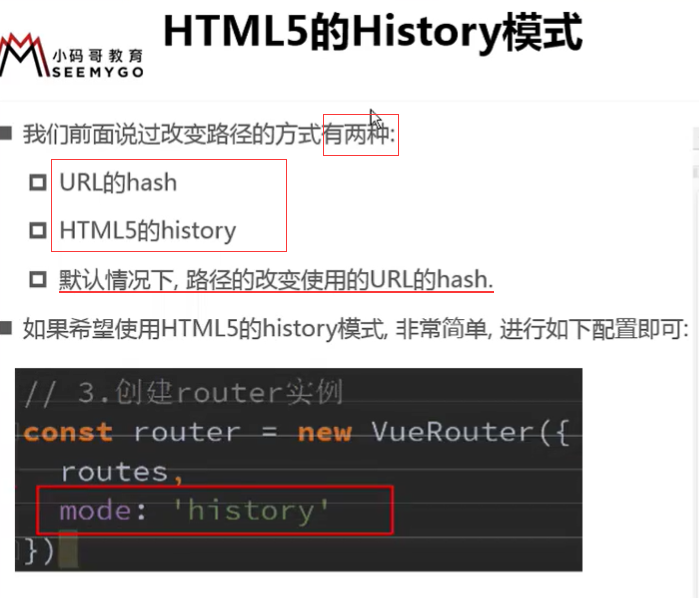 HTML5的History模式
小码哥教育
SEEMYGO
我们前面说过改变路径的方式有两种:
URL的hash
HTML5的history
默认情况下, 路径的改变使用的URL的hash.
如果希望使用HTML5的history模式, 非常简单, 进行如下配置即可:
// 3.创建router实例
const router = new VueRouter({
routes,
mode: 'history'
})